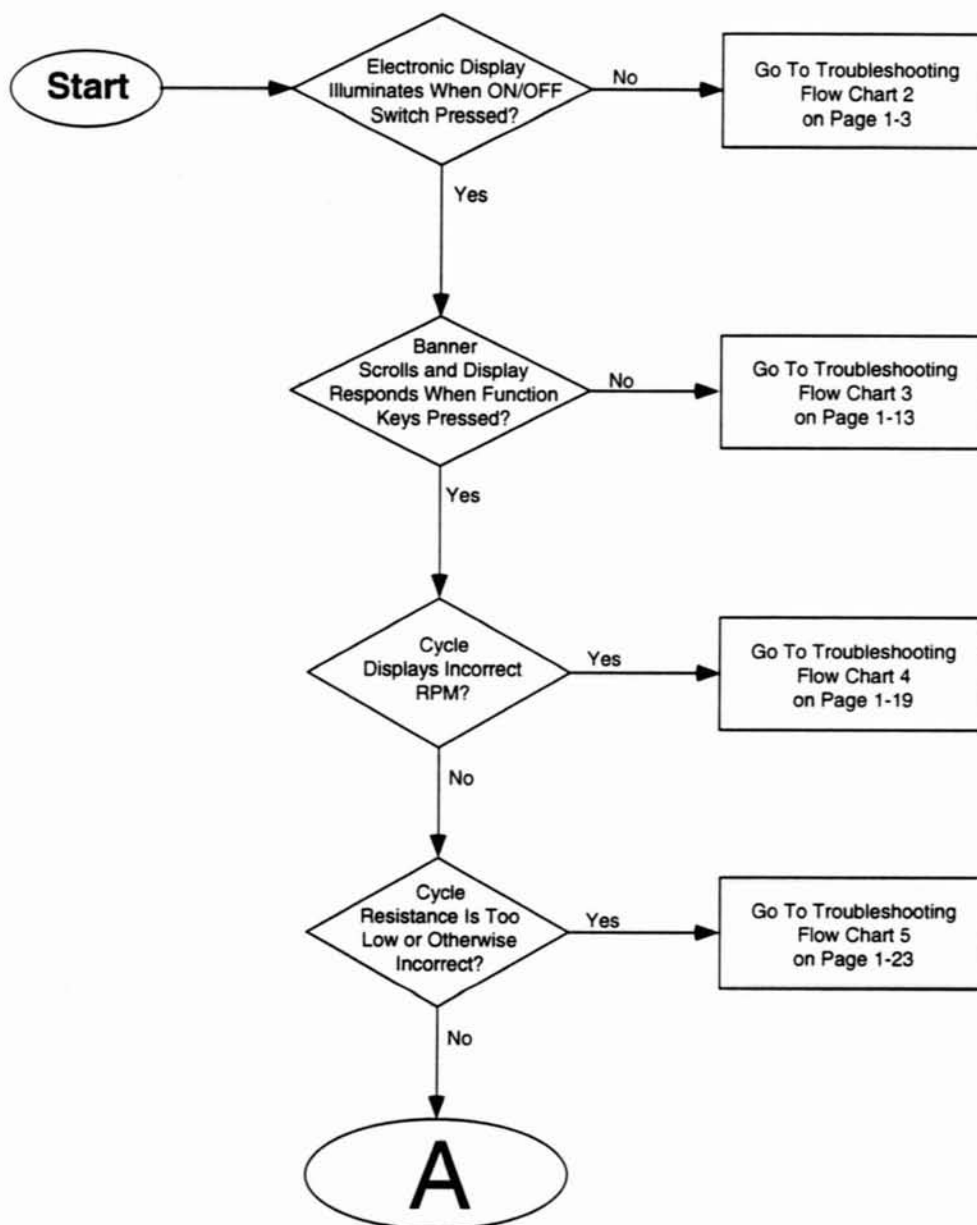 Start
Electronic Display
Illuminates When ON/OFF
Switch Pressed?
No
Go To Troubleshooting
Flow Chart 2
on Page 1-3
Yes
Banner
Scrolls and Display
Responds When Function
Keys Pressed?
No
Go To Troubleshooting
Flow Chart 3
on Page 1-13
Yes
Cycle
Displays Incorrect
RPM?
Yes
Go To Troubleshooting
Flow Chart 4
on Page 1-19
No
Cycle
Resistance Is Too
Low or Otherwise
Incorrect?
Yes
Go To Troubleshooting
Flow Chart 5
on Page 1-23
No
A